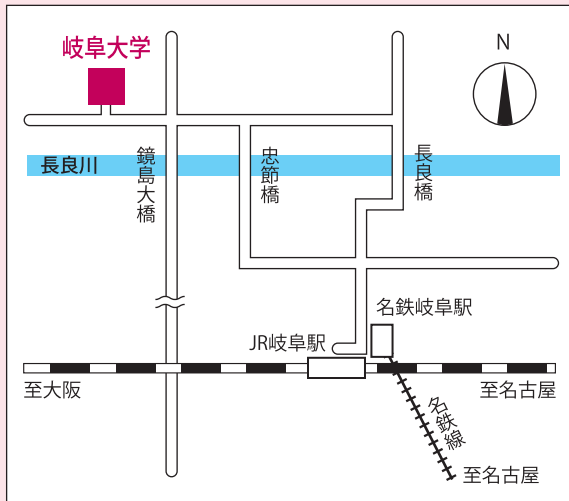 岐阜大学
N
長良川
鏡島大橋
忠節橋
長良橋
名鉄岐阜駅
JR岐阜駅
至大阪
至名古屋
名鉄線
至名古屋